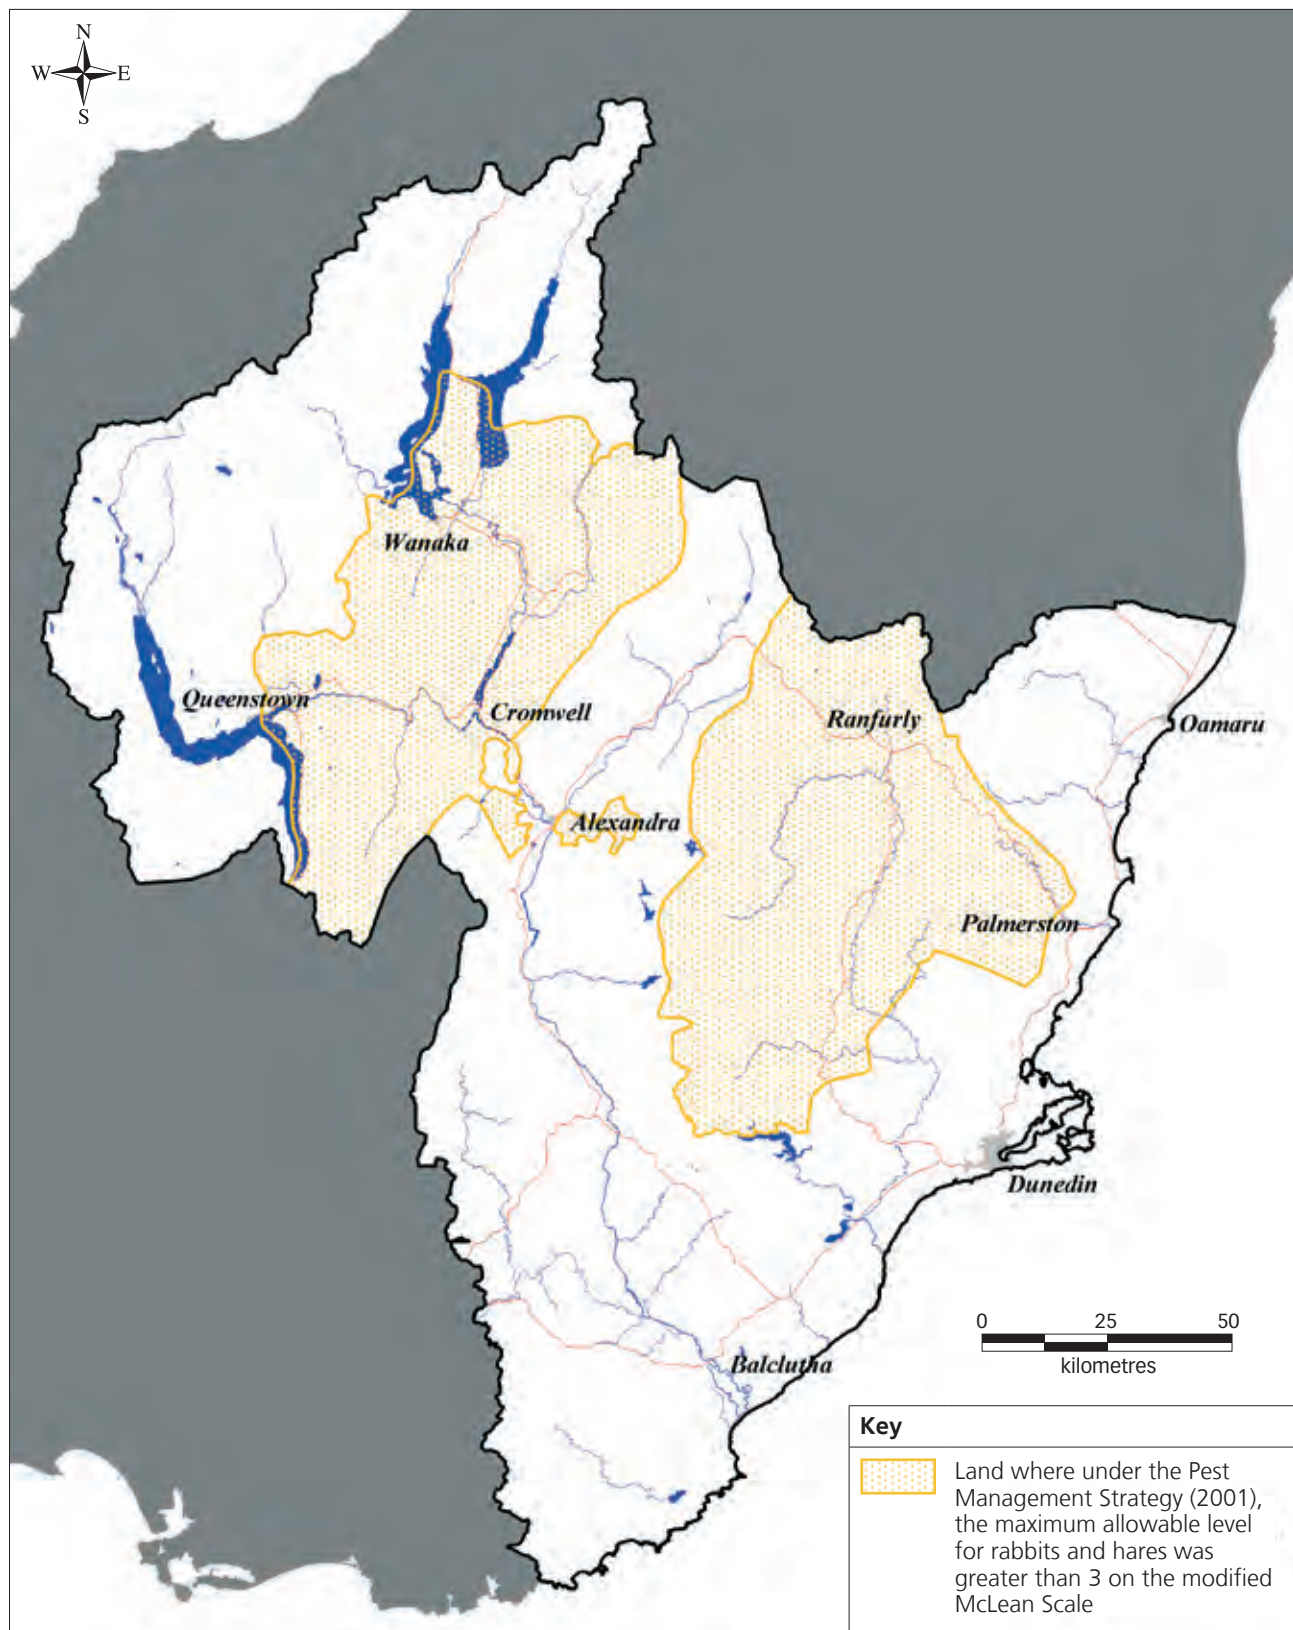 N
W E
S
Wanaka
Queenstown
Cromwell
Ranfurly
Oamaru
Alexandra
Palmerston
Dunedin
Balclutha
0 25 50
kilometres
Key
Land where under the Pest
Management Strategy (2001),
the maximum allowable level
for rabbits and hares was
greater than 3 on the modified
McLean Scale